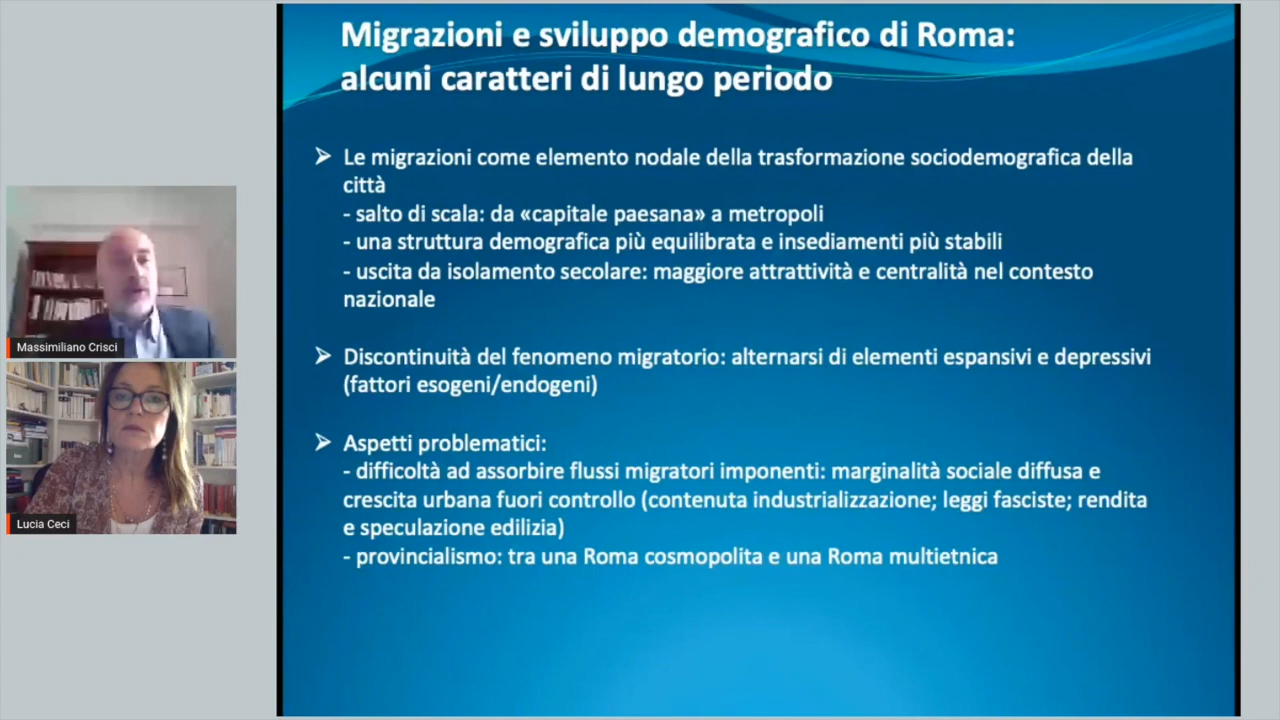 Migrazioni e sviluppo demografico di Roma:
alcuni caratteri di lungo periodo
➢ Le migrazioni come elemento nodale della trasformazione sociodemografica della
città
- salto di scala: da «capitale paesana» a metropoli
- una struttura demografica più equilibrata e insediamenti più stabili
- uscita da isolamento secolare: maggiore attrattività e centralità nel contesto
nazionale
➢ Discontinuità del fenomeno migratorio: alternarsi di elementi espansivi e depressivi
(fattori esogeni/endogeni)
➢ Aspetti problematici:
- difficoltà ad assorbire flussi migratori imponenti: marginalità sociale diffusa e
crescita urbana fuori controllo (contenuta industrializzazione; leggi fasciste; rendita
e speculazione edilizia)
- provincialismo: tra una Roma cosmopolita e una Roma multietnica
Massimiliano Crisci
Lucia Ceci